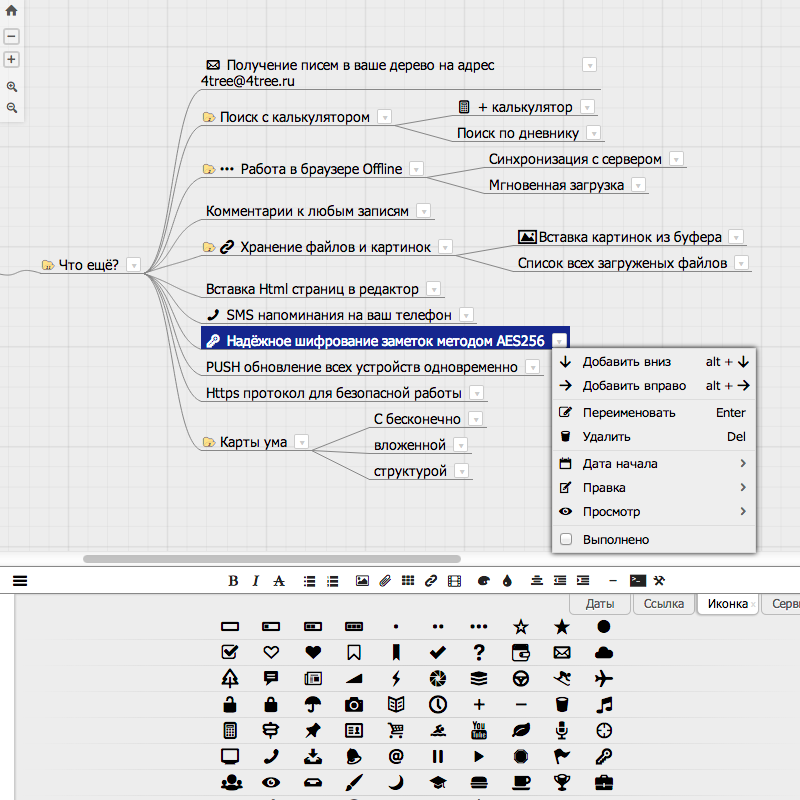 Получение писем в ваше дерево на адрес
4tree@4tree.ru
Поиск с калькулятором
+ калькулятор
Поиск по дневнику
Работа в браузере Offline
Синхронизация с сервером
Мгновенная загрузка
Комментарии к любым записям
Что ещё?
Хранение файлов и картинок
Вставка картинок из буфера
Список всех загруженых файлов
Вставка Html страниц в редактор
SMS напоминания на ваш телефон
Надёжное шифрование заметок методом AES256
PUSH обновление всех устройств одновременно
Https протокол для безопасной работы
Карты ума
С бесконечно
вложенной
структурой
Добавить вниз alt + ↓
Добавить вправо alt + →
Переименовать Enter
Удалить Del
Дата начала
Правка
Просмотр
Выполнено
B I A
Даты Ссылка Иконка Серв
You
Tube